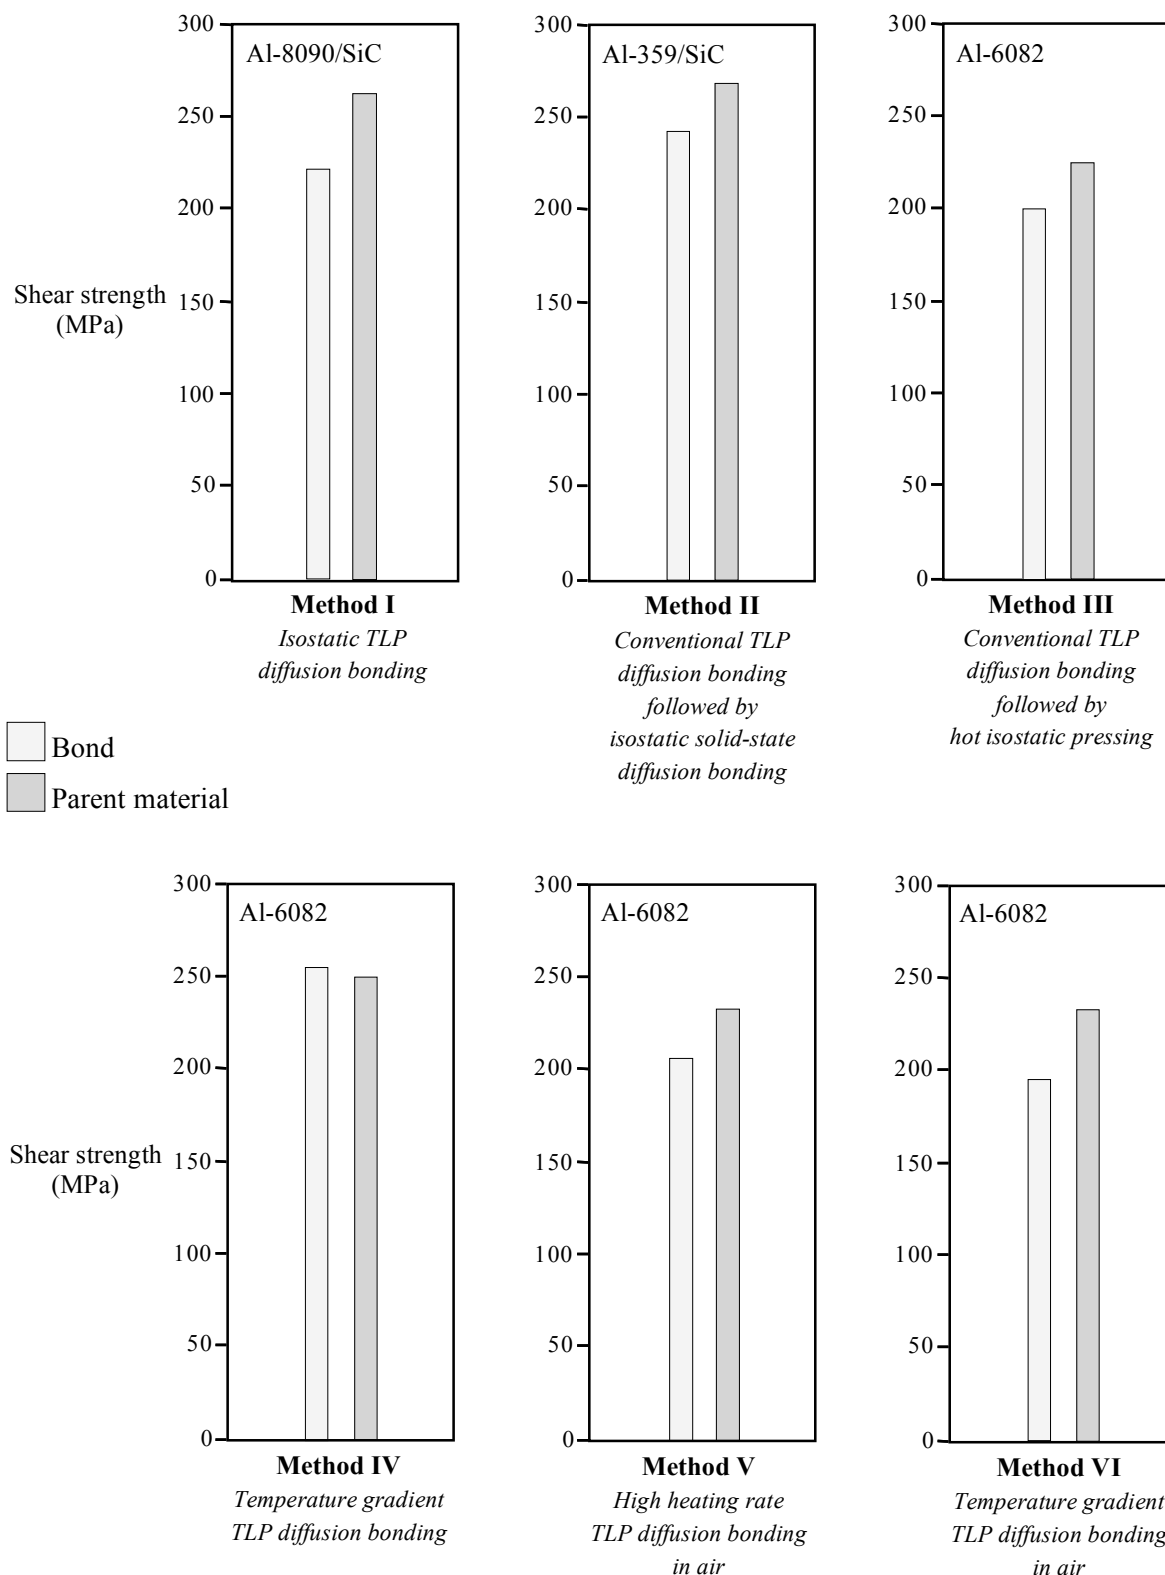 300
250
200
150
100
50
0
Al-8090/SiC
Shear strength
(MPa)
Method I
Isostatic TLP
diffusion bonding
300
250
200
150
100
50
0
Al-359/SiC
Method II
Conventional TLP
diffusion bonding
followed by
isostatic solid-state
diffusion bonding
300
250
200
150
100
50
0
Al-6082
Method III
Conventional TLP
diffusion bonding
followed by
hot isostatic pressing
Bond
Parent material
300
250
200
150
100
50
0
Al-6082
Shear strength
(MPa)
Method IV
Temperature gradient
TLP diffusion bonding
300
250
200
150
100
50
0
Al-6082
Method V
High heating rate
TLP diffusion bonding
in air
300
250
200
150
100
50
0
Al-6082
Method VI
Temperature gradient
TLP diffusion bonding
in air